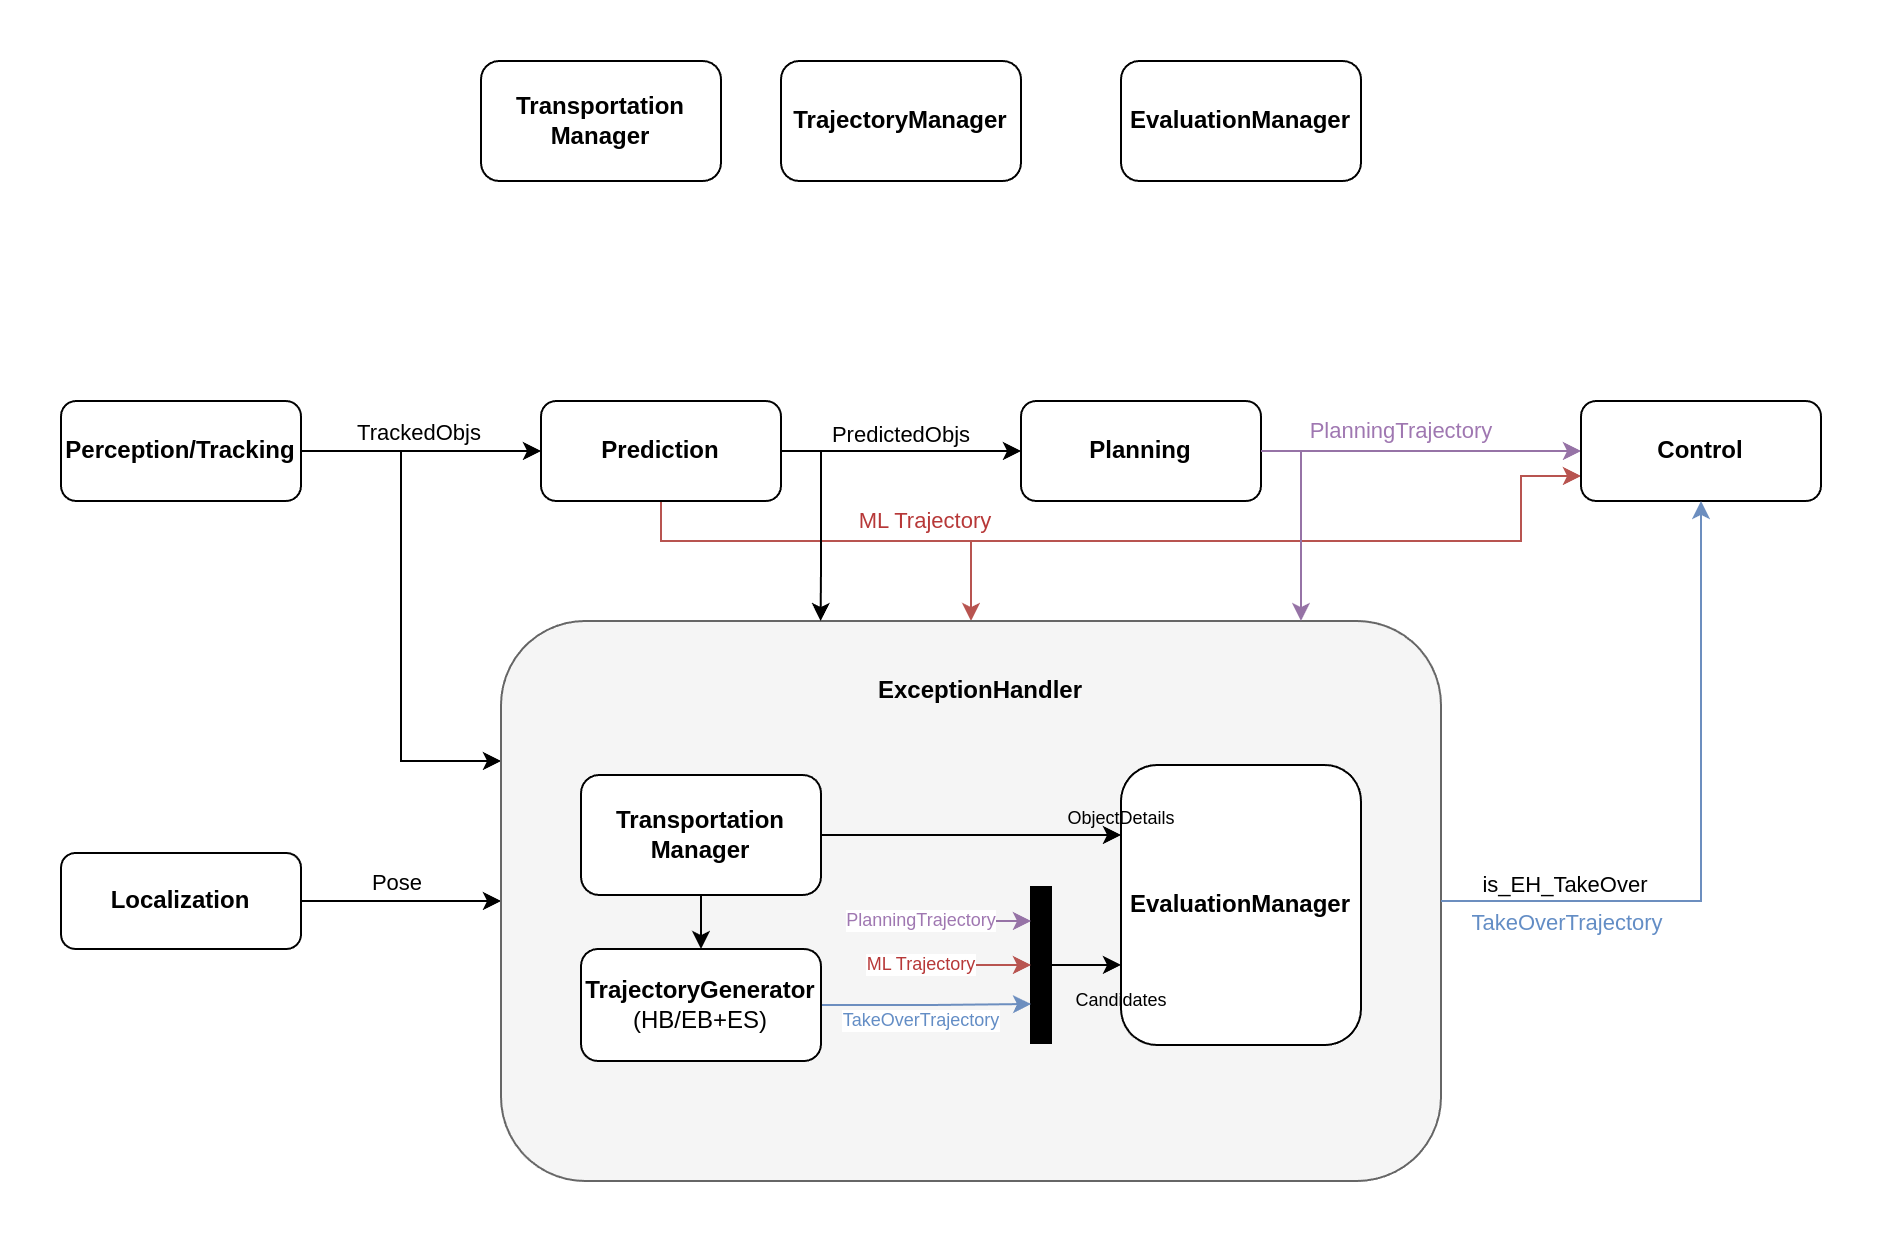 Transportation
Manager
TrajectoryManager
EvaluationManager
Perception/Tracking
TrackedObjs
Prediction
PredictedObjs
Planning
PlanningTrajectory
Control
ML Trajectory
ExceptionHandler
Transportation
Manager
ObjectDetails
Localization
Pose
EvaluationManager
is_EH_TakeOver
TakeOverTrajectory
PlanningTrajectory
ML Trajectory
TrajectoryGenerator
(HB/EB+ES)
TakeOverTrajectory
Candidates